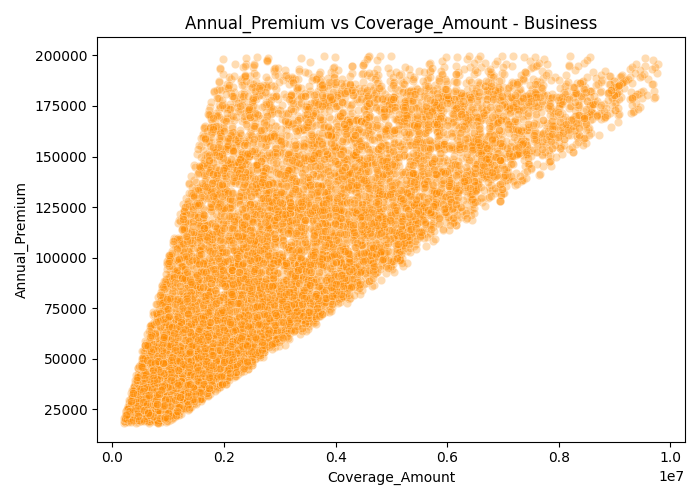 Annual_Premium vs Coverage_Amount - Business
200000
175000
150000
125000
100000
75000
50000
25000
Annual_Premium
0.0 0.2 0.4 0.6 0.8 1.0
1e7
Coverage_Amount